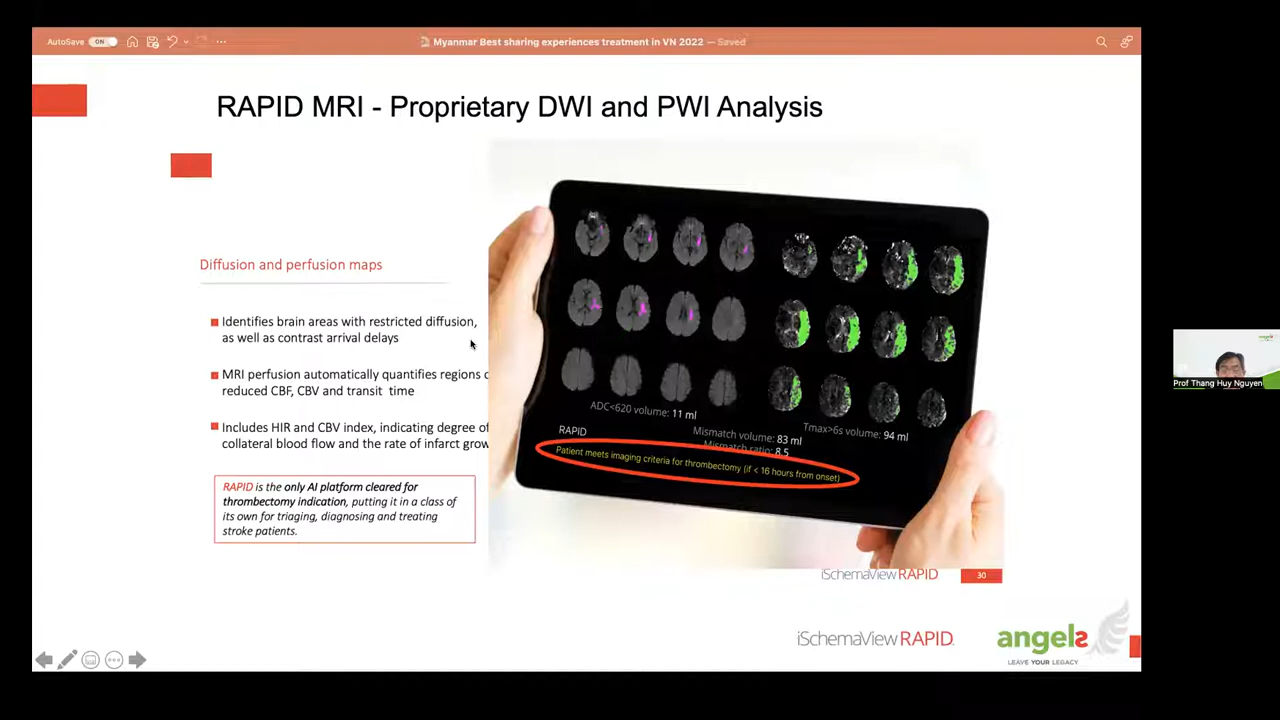 AutoSave ON
Myanmar Best sharing experiences treatment in VN 2022 — Saved
RAPID MRI - Proprietary DWI and PWI Analysis
Diffusion and perfusion maps
Identifies brain areas with restricted diffusion,
as well as contrast arrival delays
MRI perfusion automatically quantifies regions
reduced CBF, CBV and transit time
Includes HIR and CBV index, indicating degree of
collateral blood flow and the rate of infarct grow
RAPID is the only AI platform cleared for
thrombectomy indication, putting it in a class of
its own for triaging, diagnosing and treating
stroke patients.
ADC<620 volume: 11 ml
Tmax>6s volume: 94 ml
RAPID
Mismatch volume: 83 ml
Mismatch ratio: 8.5
Patient meets imaging criteria for thrombectomy (if < 16 hours from onset)
iSchemaView RAPID
30
iSchemaView RAPID.
angels
LEAVE YOUR LEGACY
Prof Thang Huy Nguyen